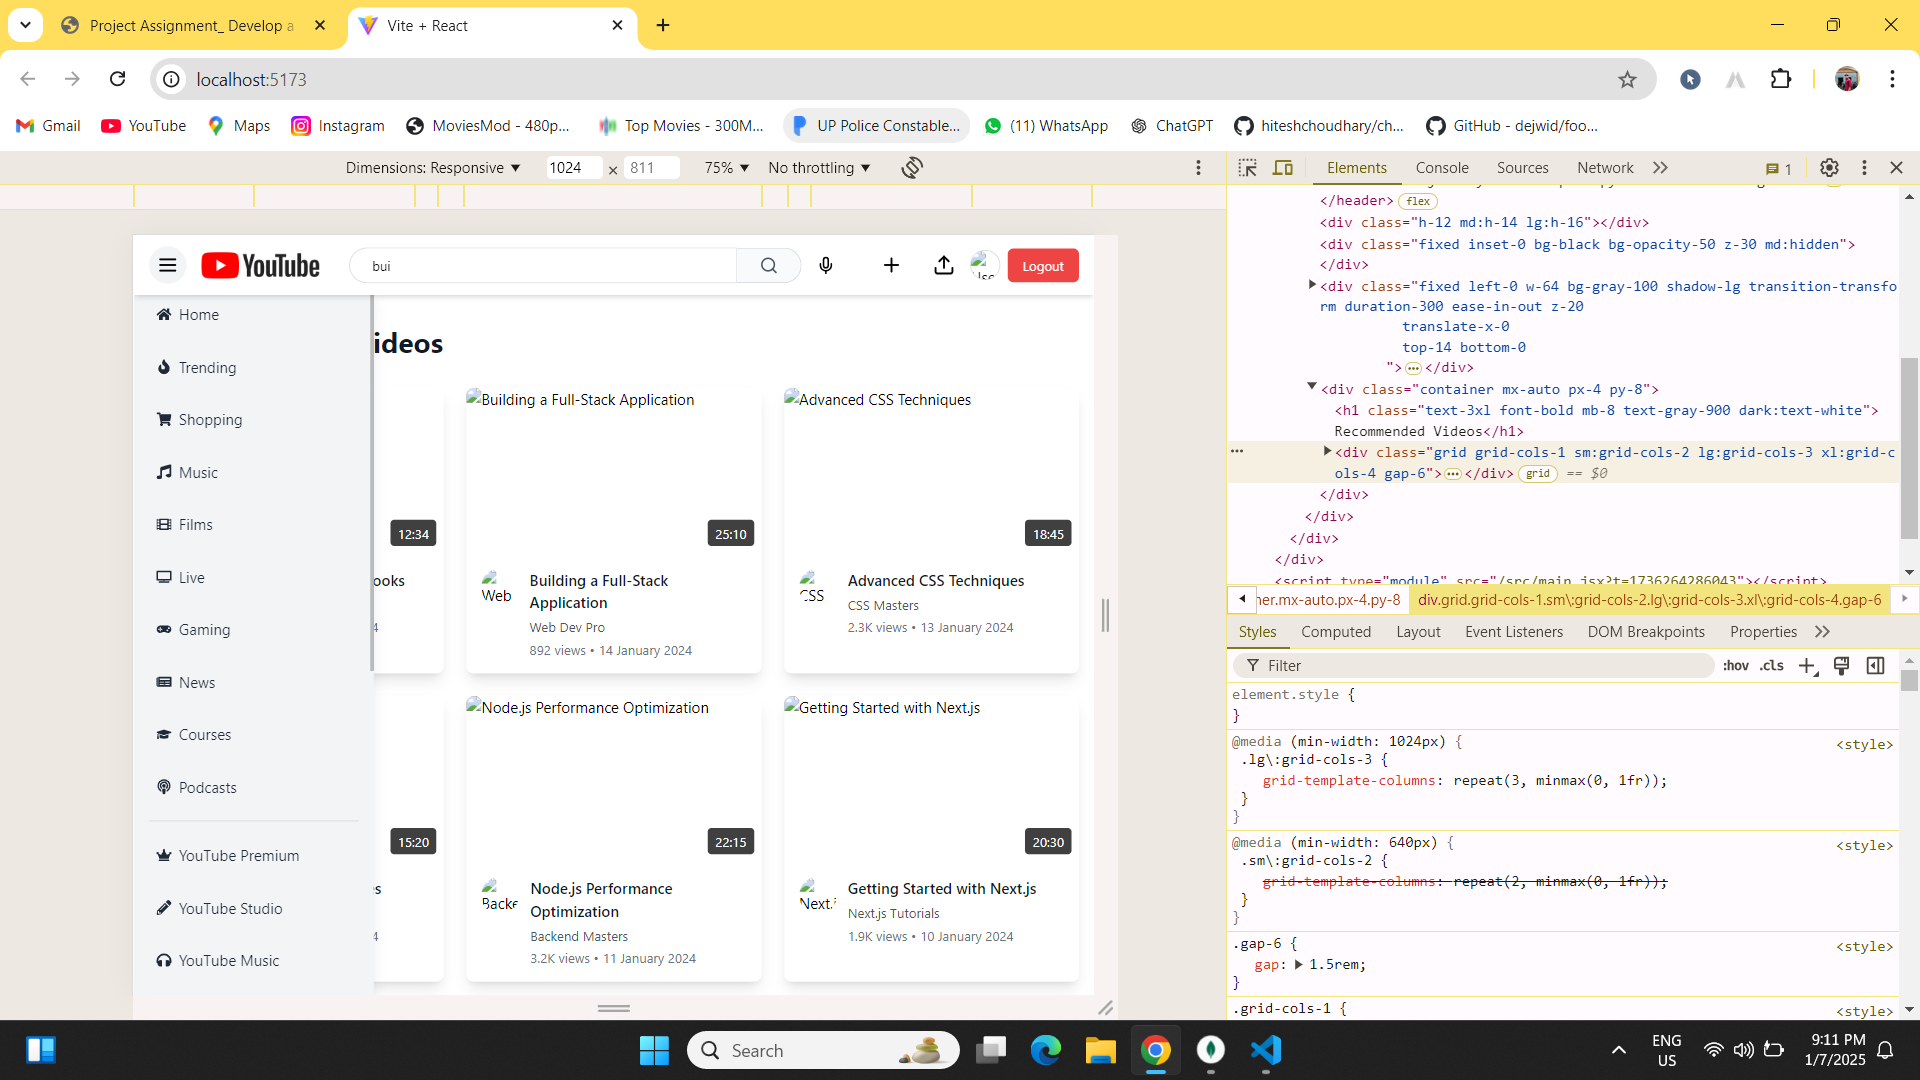 Project Assignment_ Develop a
Vite + React
localhost:5173
Gmail
YouTube
Maps
Instagram
MoviesMod - 480p...
Top Movies - 300M...
UP Police Constable...
(11) WhatsApp
ChatGPT
hiteshchoudhary/ch...
GitHub - dejwid/foo...
Dimensions: Responsive
1024
×
811
75%
No throttling
YouTube
bui
Logout
Home
Trending
Shopping
Music
Films
Live
Gaming
News
Courses
Podcasts
YouTube Premium
YouTube Studio
YouTube Music
ideos
12:34
ooks
4
Building a Full-Stack Application
25:10
Web
Building a Full-Stack
Application
Web Dev Pro
892 views • 14 January 2024
Advanced CSS Techniques
18:45
CSS
Advanced CSS Techniques
CSS Masters
2.3K views • 13 January 2024
15:20
es
4
Node.js Performance Optimization
22:15
Backe
Node.js Performance
Optimization
Backend Masters
3.2K views • 11 January 2024
Getting Started with Next.js
20:30
Next.j
Getting Started with Next.js
Next.js Tutorials
1.9K views • 10 January 2024
Elements
Console
Sources
Network
1
</header> flex
<div class="h-12 md:h-14 lg:h-16"></div>
<div class="fixed inset-0 bg-black bg-opacity-50 z-30 md:hidden">
</div>
<div class="fixed left-0 w-64 bg-gray-100 shadow-lg transition-transfo
rm duration-300 ease-in-out z-20
translate-x-0
top-14 bottom-0
">…</div>
<div class="container mx-auto px-4 py-8">
<h1 class="text-3xl font-bold mb-8 text-gray-900 dark:text-white">
Recommended Videos</h1>
<div class="grid grid-cols-1 sm:grid-cols-2 lg:grid-cols-3 xl:grid-c
ols-4 gap-6">…</div> grid == $0
</div>
</div>
</div>
</div>
<script type="module" src="/src/main.jsx?t=1736264286043"></script>
ner.mx-auto.px-4.py-8
div.grid.grid-cols-1.sm\:grid-cols-2.lg\:grid-cols-3.xl\:grid-cols-4.gap-6
Styles
Computed
Layout
Event Listeners
DOM Breakpoints
Properties
Filter
:hov
.cls
element.style {
}
@media (min-width: 1024px) {
<style>
.lg\:grid-cols-3 {
grid-template-columns: repeat(3, minmax(0, 1fr));
}
}
@media (min-width: 640px) {
<style>
.sm\:grid-cols-2 {
grid-template-columns: repeat(2, minmax(0, 1fr));
}
}
.gap-6 {
<style>
gap: 1.5rem;
}
.grid-cols-1 {
<style>
Search
ENG
US
9:11 PM
1/7/2025